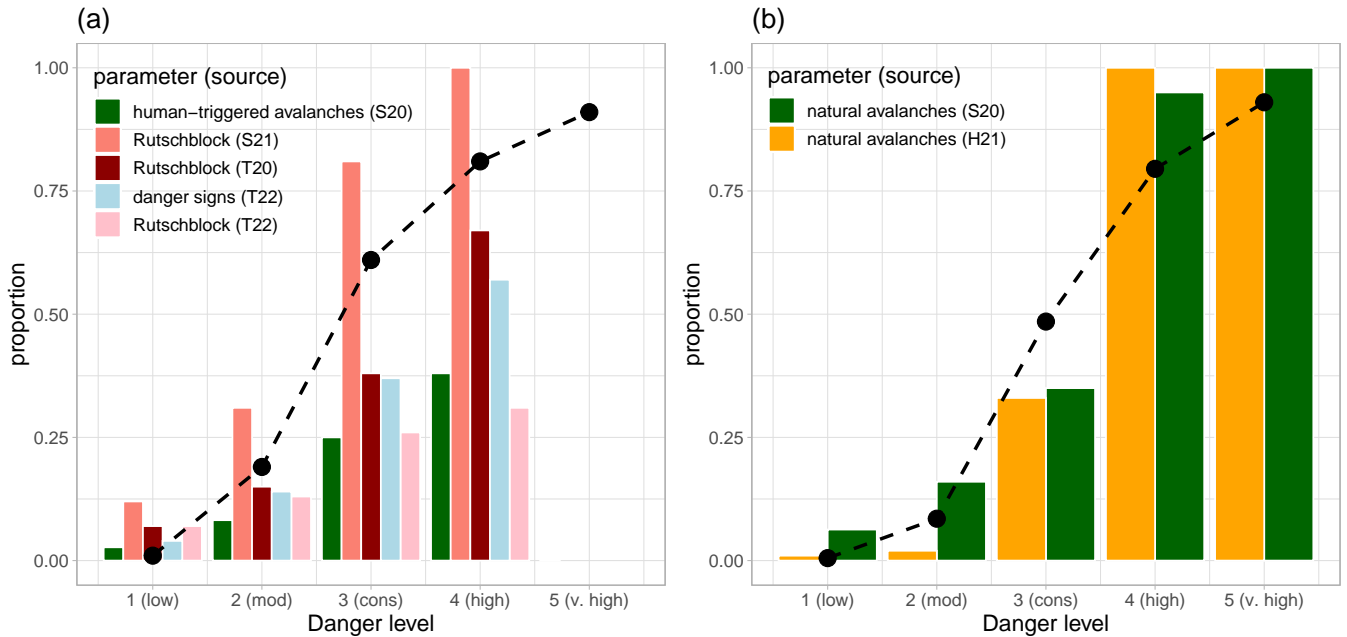 (a)
parameter (source)
human−triggered avalanches (S20)
Rutschblock (S21)
Rutschblock (T20)
danger signs (T22)
Rutschblock (T22)
1.00
0.75
0.50
0.25
0.00
proportion
1 (low) 2 (mod) 3 (cons) 4 (high) 5 (v. high)
Danger level
(b)
parameter (source)
natural avalanches (S20)
natural avalanches (H21)
1.00
0.75
0.50
0.25
0.00
proportion
1 (low) 2 (mod) 3 (cons) 4 (high) 5 (v. high)
Danger level